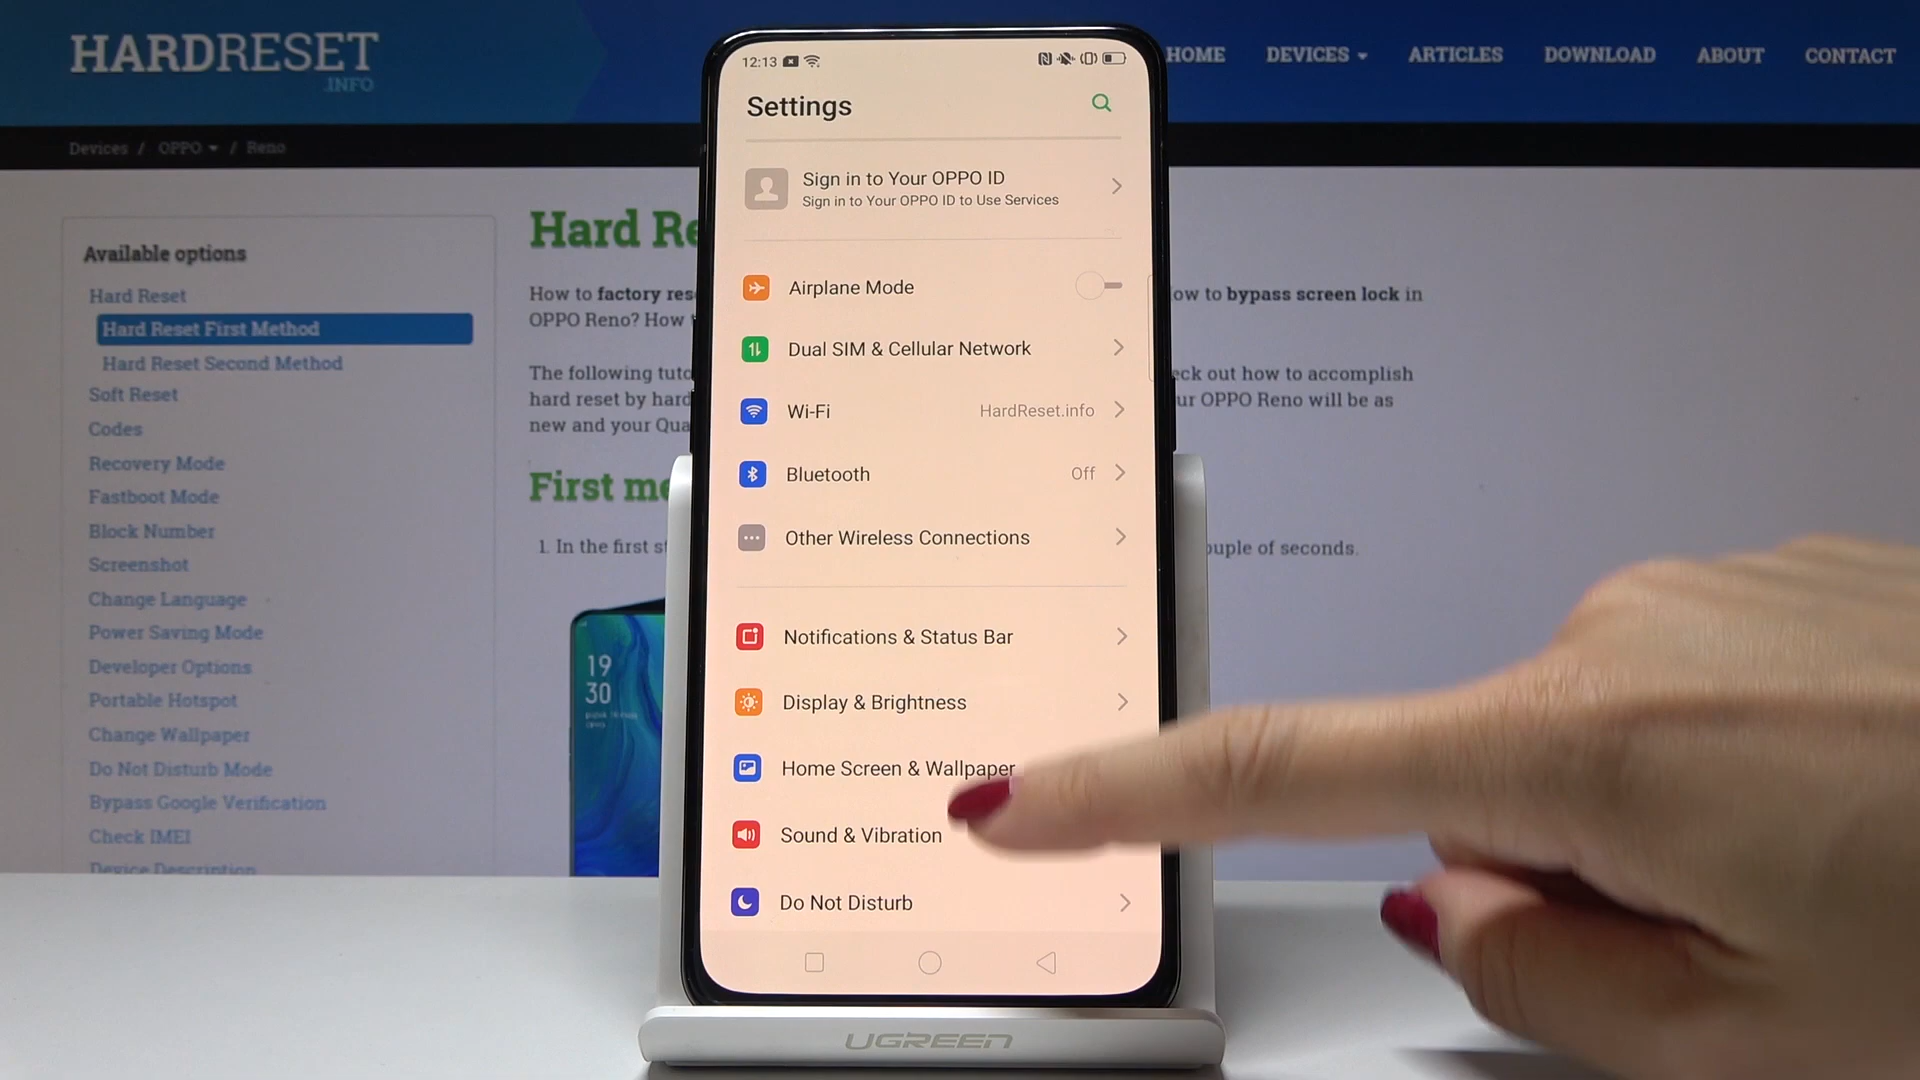 HARDRESET
.INFO
HOME DEVICES ARTICLES DOWNLOAD ABOUT CONTACT
Devices / OPPO / Reno
Available options
Hard Reset
Hard Reset First Method
Hard Reset Second Method
Soft Reset
Codes
Recovery Mode
Fastboot Mode
Block Number
Screenshot
Change Language
Power Saving Mode
Developer Options
Portable Hotspot
Change Wallpaper
Do Not Disturb Mode
Bypass Google Verification
Check IMEI
Device Description
Hard Re
How to factory res
ow to bypass screen lock in
OPPO Reno? How
The following tuto
eck out how to accomplish
hard reset by hard
ur OPPO Reno will be as
new and your Qua
First me
1. In the first st
ouple of seconds.
19
30
12:13
Settings
Sign in to Your OPPO ID
Sign in to Your OPPO ID to Use Services
Airplane Mode
Dual SIM & Cellular Network
Wi-Fi HardReset.info
Bluetooth Off
Other Wireless Connections
Notifications & Status Bar
Display & Brightness
Home Screen & Wallpaper
Sound & Vibration
Do Not Disturb
UGREEN